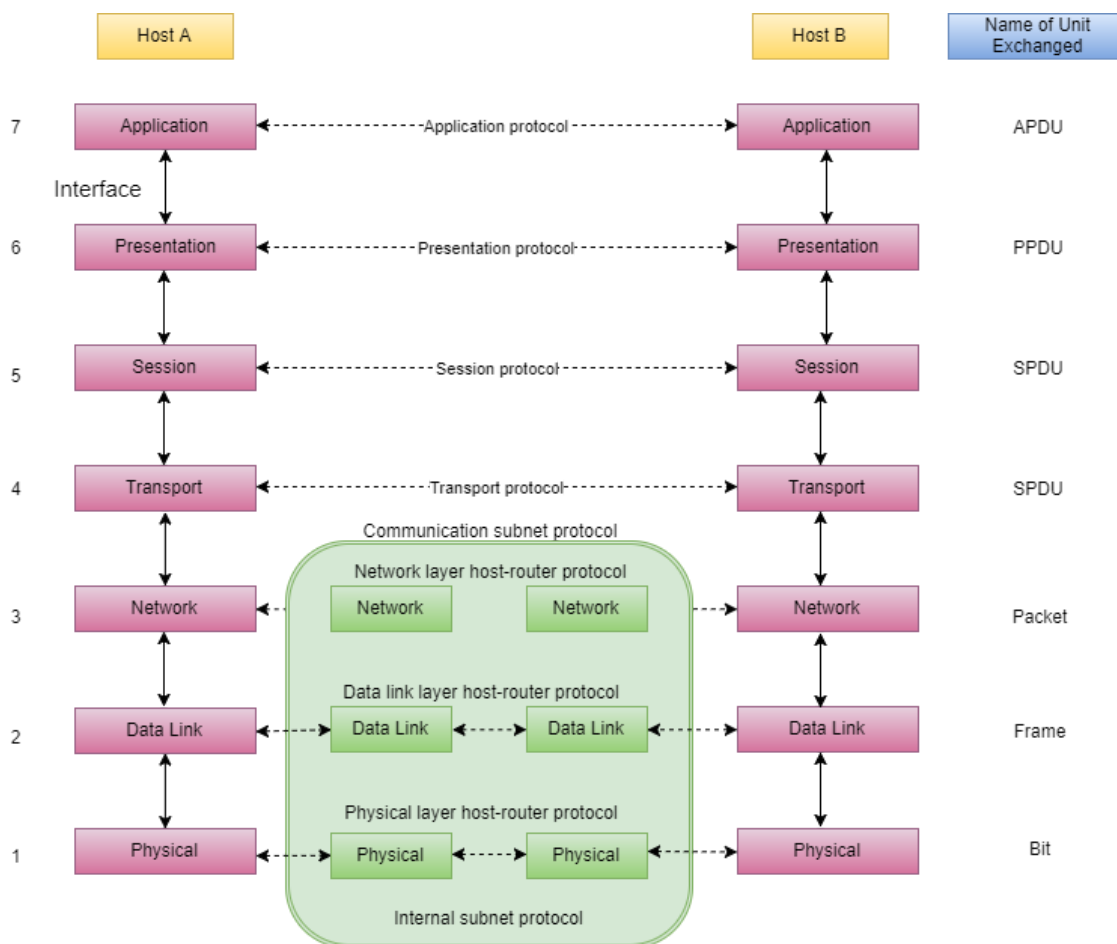 Host A
Host B
Name of Unit
Exchanged
7
Application
Application protocol
Application
APDU
Interface
6
Presentation
Presentation protocol
Presentation
PPDU
5
Session
Session protocol
Session
SPDU
4
Transport
Transport protocol
Transport
SPDU
Communication subnet protocol
Network layer host-router protocol
3
Network
Network
Network
Network
Packet
Data link layer host-router protocol
2
Data Link
Data Link
Data Link
Data Link
Frame
Physical layer host-router protocol
1
Physical
Physical
Physical
Physical
Bit
Internal subnet protocol